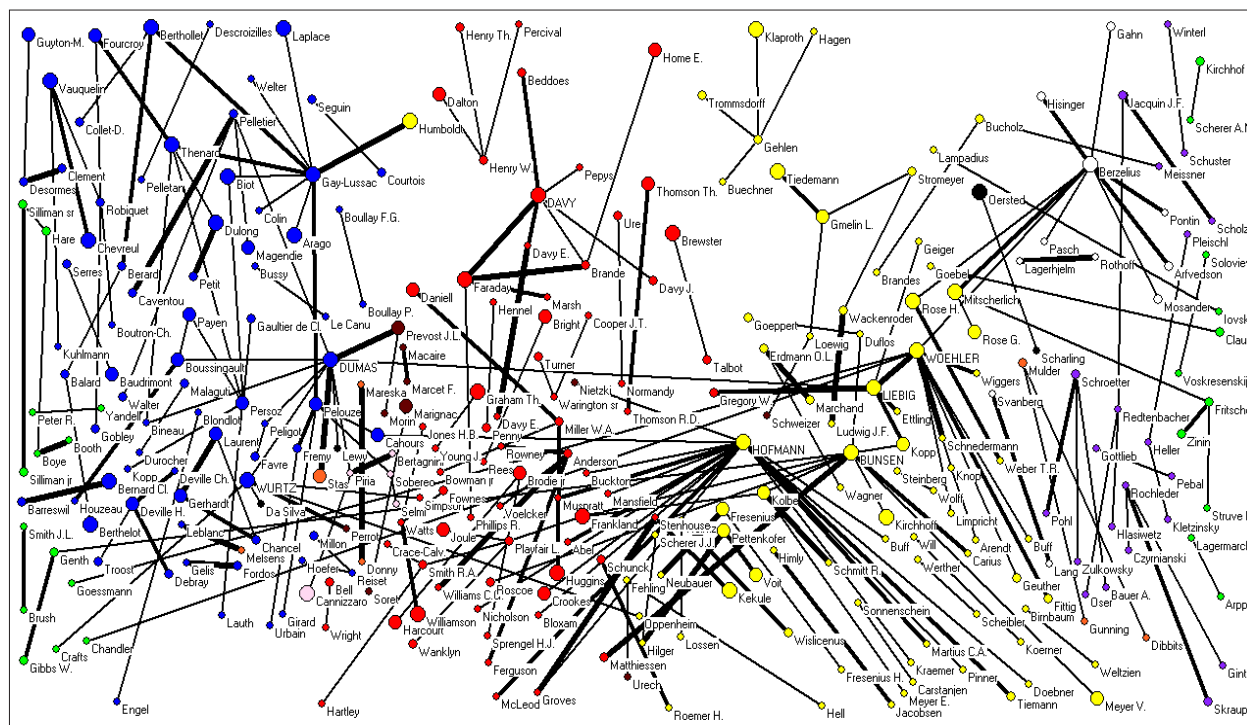 Guyton-M.
Fourcroy
Berthollet
Descroizilles
Laplace
Henry Th.
Percival
Home E.
Klaproth
Hagen
Gahn
Winterl
Kirchhof
Vauquelin
Welter
Seguin
Beddoes
Dalton
Trommsdorff
Hisinger
Jacquin J.F.
Scherer A.N.
Collet-D.
Pelletier
Humboldt
Bucholz
Thenard
Gehlen
Schuster
Clement
Henry W.
Lampadius
Meissner
Desormes
Pelletan
Biot
Gay-Lussac
Courtois
Pepys
Thomson Th.
Buechner
Tiedemann
Stromeyer
Berzelius
Silliman sr
Robiquet
Colin
Boullay F.G.
DAVY
Oersted
Hare
Dulong
Ure
Gmelin L.
Pontin
Scholz
Chevreul
Magendie
Arago
Brewster
Geiger
Pasch
Pleischl
Serres
Berard
Petit
Bussy
Davy E.
Brande
Davy J.
Brandes
Goebel
Lagerhjelm
Rothoff
Arfvedson
Soloviev
Caventou
Faraday
Boutron-Ch.
Payen
Gaultier de Cl.
Le Canu
Boullay P.
Daniell
Hennel
Marsh
Wackenroder
Rose H.
Mitscherlich
Mosander
Iovski
Kuhlmann
Prevost J.L.
Bright
Cooper J.T.
Goeppert
Loewig
Duflos
Rose G.
Boussingault
DUMAS
Macaire
Turner
Talbot
Erdmann O.L.
WOEHLER
Scharling
Mulder
Balard
Baudrimont
Malaguti
Mareska
Marcet F.
Nietzki
Normandy
Wiggers
Schroetter
Voskresenskij
Walter
Graham Th.
Gregory W.
LIEBIG
Svanberg
Peter R.
Yandell
Blondlot
Persoz
Pelouze
Morin
Marignac
Warington sr
Marchand
Redtenbacher
Fritsche
Bineau
Peligot
Davy E.
Miller W.A.
Thomson R.D.
Schweizer
Ludwig J.F.
Ettling
Booth
Gobley
Laurent
Cahours
Jones H.B.
Penny
HOFMANN
Schnedermann
Zinin
Boye
Durocher
Favre
Fremy
Lewy
Bertagnini
Young J.
Rowney
Anderson
BUNSEN
Kopp
Weber T.R.
Gottlieb
Heller
Silliman jr
Kopp
Deville Ch.
Stas
Piria
Sobereo
Bowman jr
Rees
Brodie jr
Buckton
Steinberg
Knop
Rochleder
Pebal
Barreswil
Bernard Cl.
WURTZ
Selmi
Simpson
Fownes
Mansfield
Kolbe
Wagner
Wolff
Houzeau
Deville H.
Gerhardt
Da Silva
Voelcker
Muspratt
Fresenius
Limpricht
Struve
Smith J.L.
Berthelot
Leblanc
Millon
Perrot
Watts
Joule
Phillips R.
Frankland
Stenhouse
Kirchhoff
Pohl
Hlasiwetz
Kletzinsky
Genth
Troost
Chancel
Melsens
Hoefer
Crace-Calv.
Playfair L.
Abel
Scherer J.J.
Pettenkofer
Himly
Buff
Will
Arendt
Buff
Lagermarck
Gelis
Fordos
Donny
Smith R.A.
Huggins
Schunck
Neubauer
Voit
Schmitt R.
Werther
Carius
Lang
Zulkowsky
Czyrnianski
Goessmann
Debray
Reiset
Bell
Soret
Williams C.G.
Roscoe
Fehling
Kekule
Geuther
Oser
Bauer A.
Arppe
Brush
Cannizzaro
Nicholson
Crookes
Sonnenschein
Fittig
Lauth
Girard
Wright
Williamson
Bloxam
Oppenheim
Scheibler
Birnbaum
Gunning
Chandler
Urbain
Harcourt
Sprengel H.J.
Hilger
Lossen
Wislicenus
Martius C.A.
Koerner
Dibbits
Crafts
Wanklyn
Ferguson
Matthiessen
Kraemer
Pinner
Weltzien
Gibbs W.
Urech
Fresenius H.
Carstanjen
Doebner
Engel
Hartley
McLeod
Groves
Roemer H.
Hell
Meyer E.
Jacobsen
Tiemann
Meyer V.
Skraup